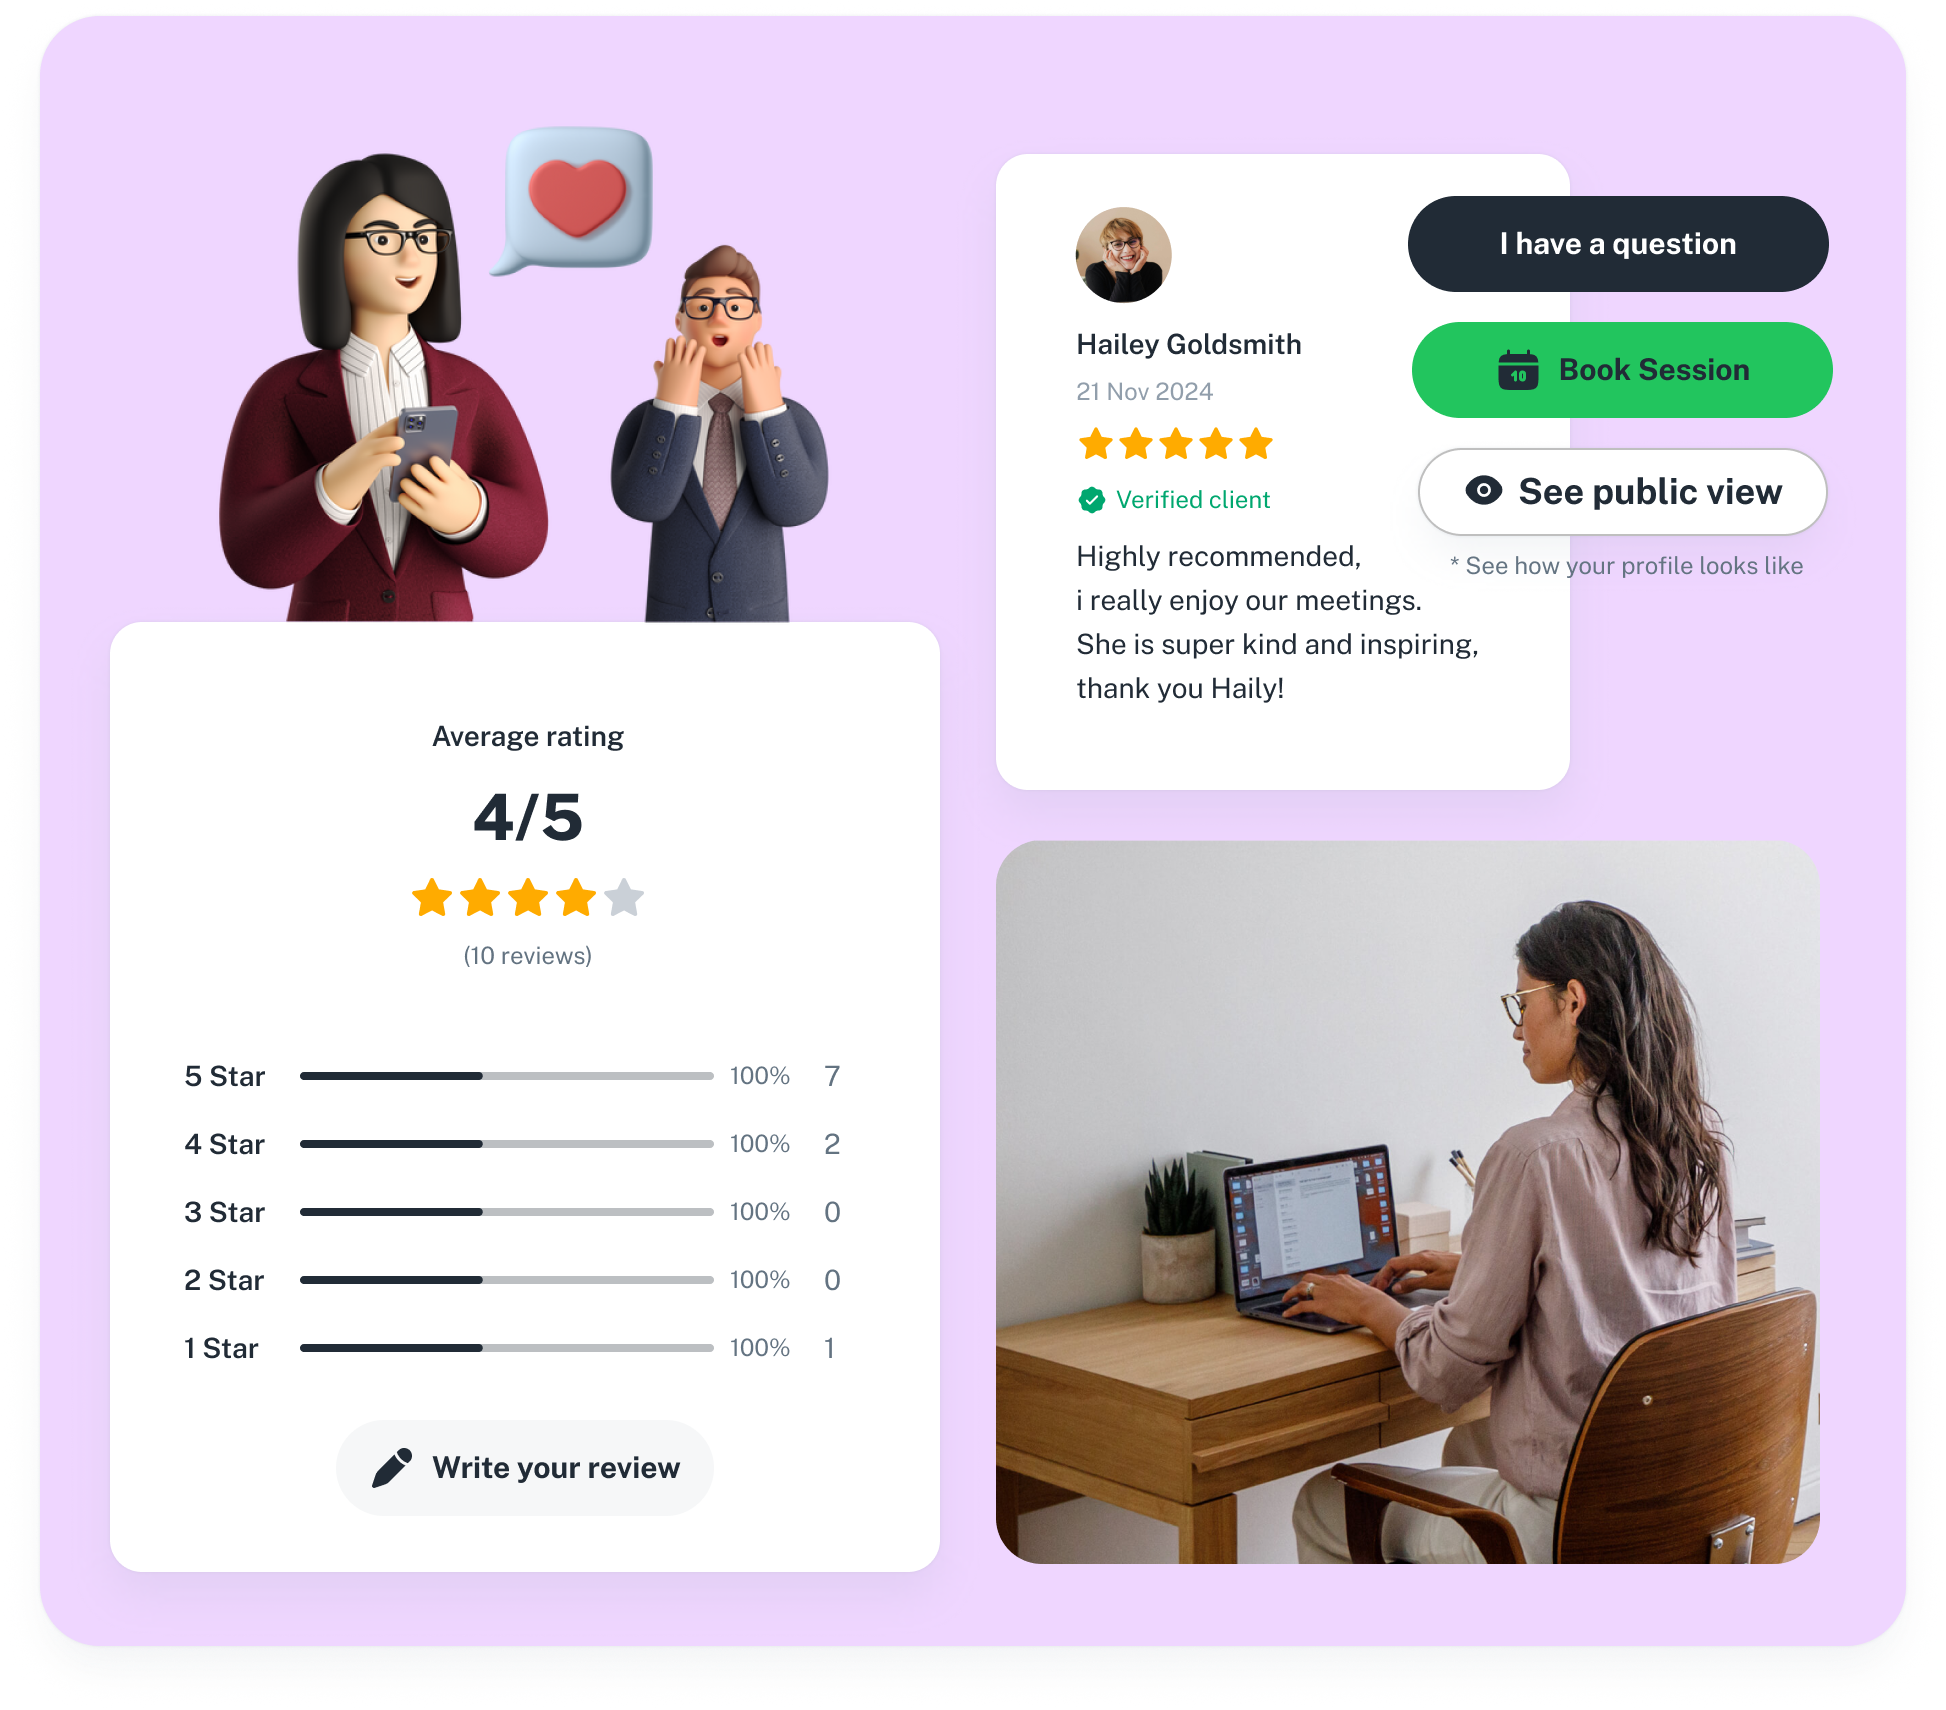 Hailey Goldsmith
21 Nov 2024
Verified client
Highly recommended,
i really enjoy our meetings.
She is super kind and inspiring,
thank you Haily!
I have a question
10
Book Session
See public view
* See how your profile looks like
Average rating
4/5
(10 reviews)
5 Star 100% 7
4 Star 100% 2
3 Star 100% 0
2 Star 100% 0
1 Star 100% 1
Write your review